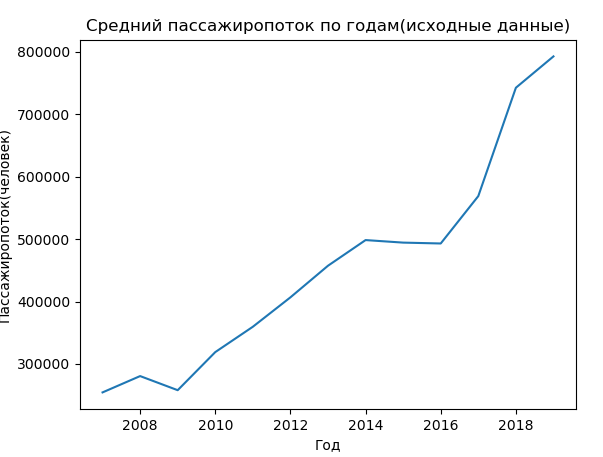 Средний пассажиропоток по годам(исходные данные)
800000
700000
600000
500000
400000
300000
Пассажиропоток(человек)
2008 2010 2012 2014 2016 2018
Год